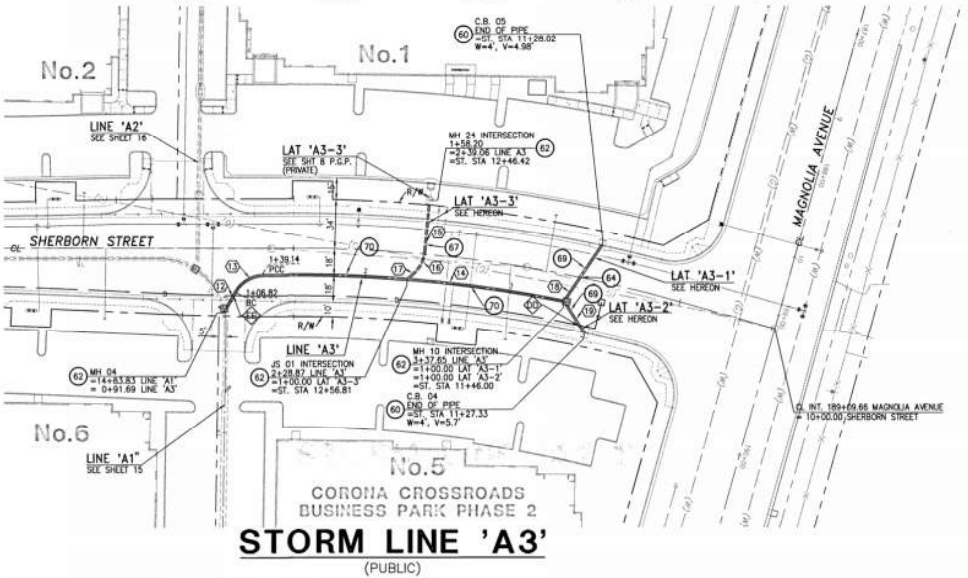 C.B. 05
END OF PIPE
60
=ST. STA 11+28.02
W=4', V=4.98'
No.2
No.1
LINE 'A2'
SEE SHEET 16
LAT 'A3-3'
SEE SHT 8 P.G.P.
(PRIVATE)
MH 24 INTERSECTION
1+58.20
=2+39.06 LINE A3
=ST. STA 12+46.42
62
MAGNOLIA AVENUE
R/W
LAT 'A3-3'
SEE HEREON
15
67
34'
CL
SHERBORN STREET
18'
1+39.14
PCC
70
17
16
14
13
12
69
64
LAT 'A3-1'
SEE HEREON
18
69
19
LAT 'A3-2'
SEE HEREON
1+06.82
BC
18'
10'
70
R/W
LINE 'A3'
JS 01 INTERSECTION
62
2+28.87 LINE 'A3'
=1+00.00 LAT 'A3-3'
=ST. STA 12+56.81
MH 10 INTERSECTION
3+37.65 LINE 'A3'
62
=1+00.00 LAT 'A3-1'
=1+00.00 LAT 'A3-2'
=ST. STA 11+46.00
62
MH 04
=14+83.83 LINE 'A1'
= 0+91.69 LINE 'A3'
C.B. 04
END OF PIPE
60
=ST. STA 11+27.33
W=4', V=5.7'
CL INT. 189+09.66 MAGNOLIA AVENUE
= 10+00.00 SHERBORN STREET
No.6
LINE 'A1"
SEE SHEET 15
No.5
CORONA CROSSROADS
BUSINESS PARK PHASE 2
STORM LINE 'A3'
(PUBLIC)